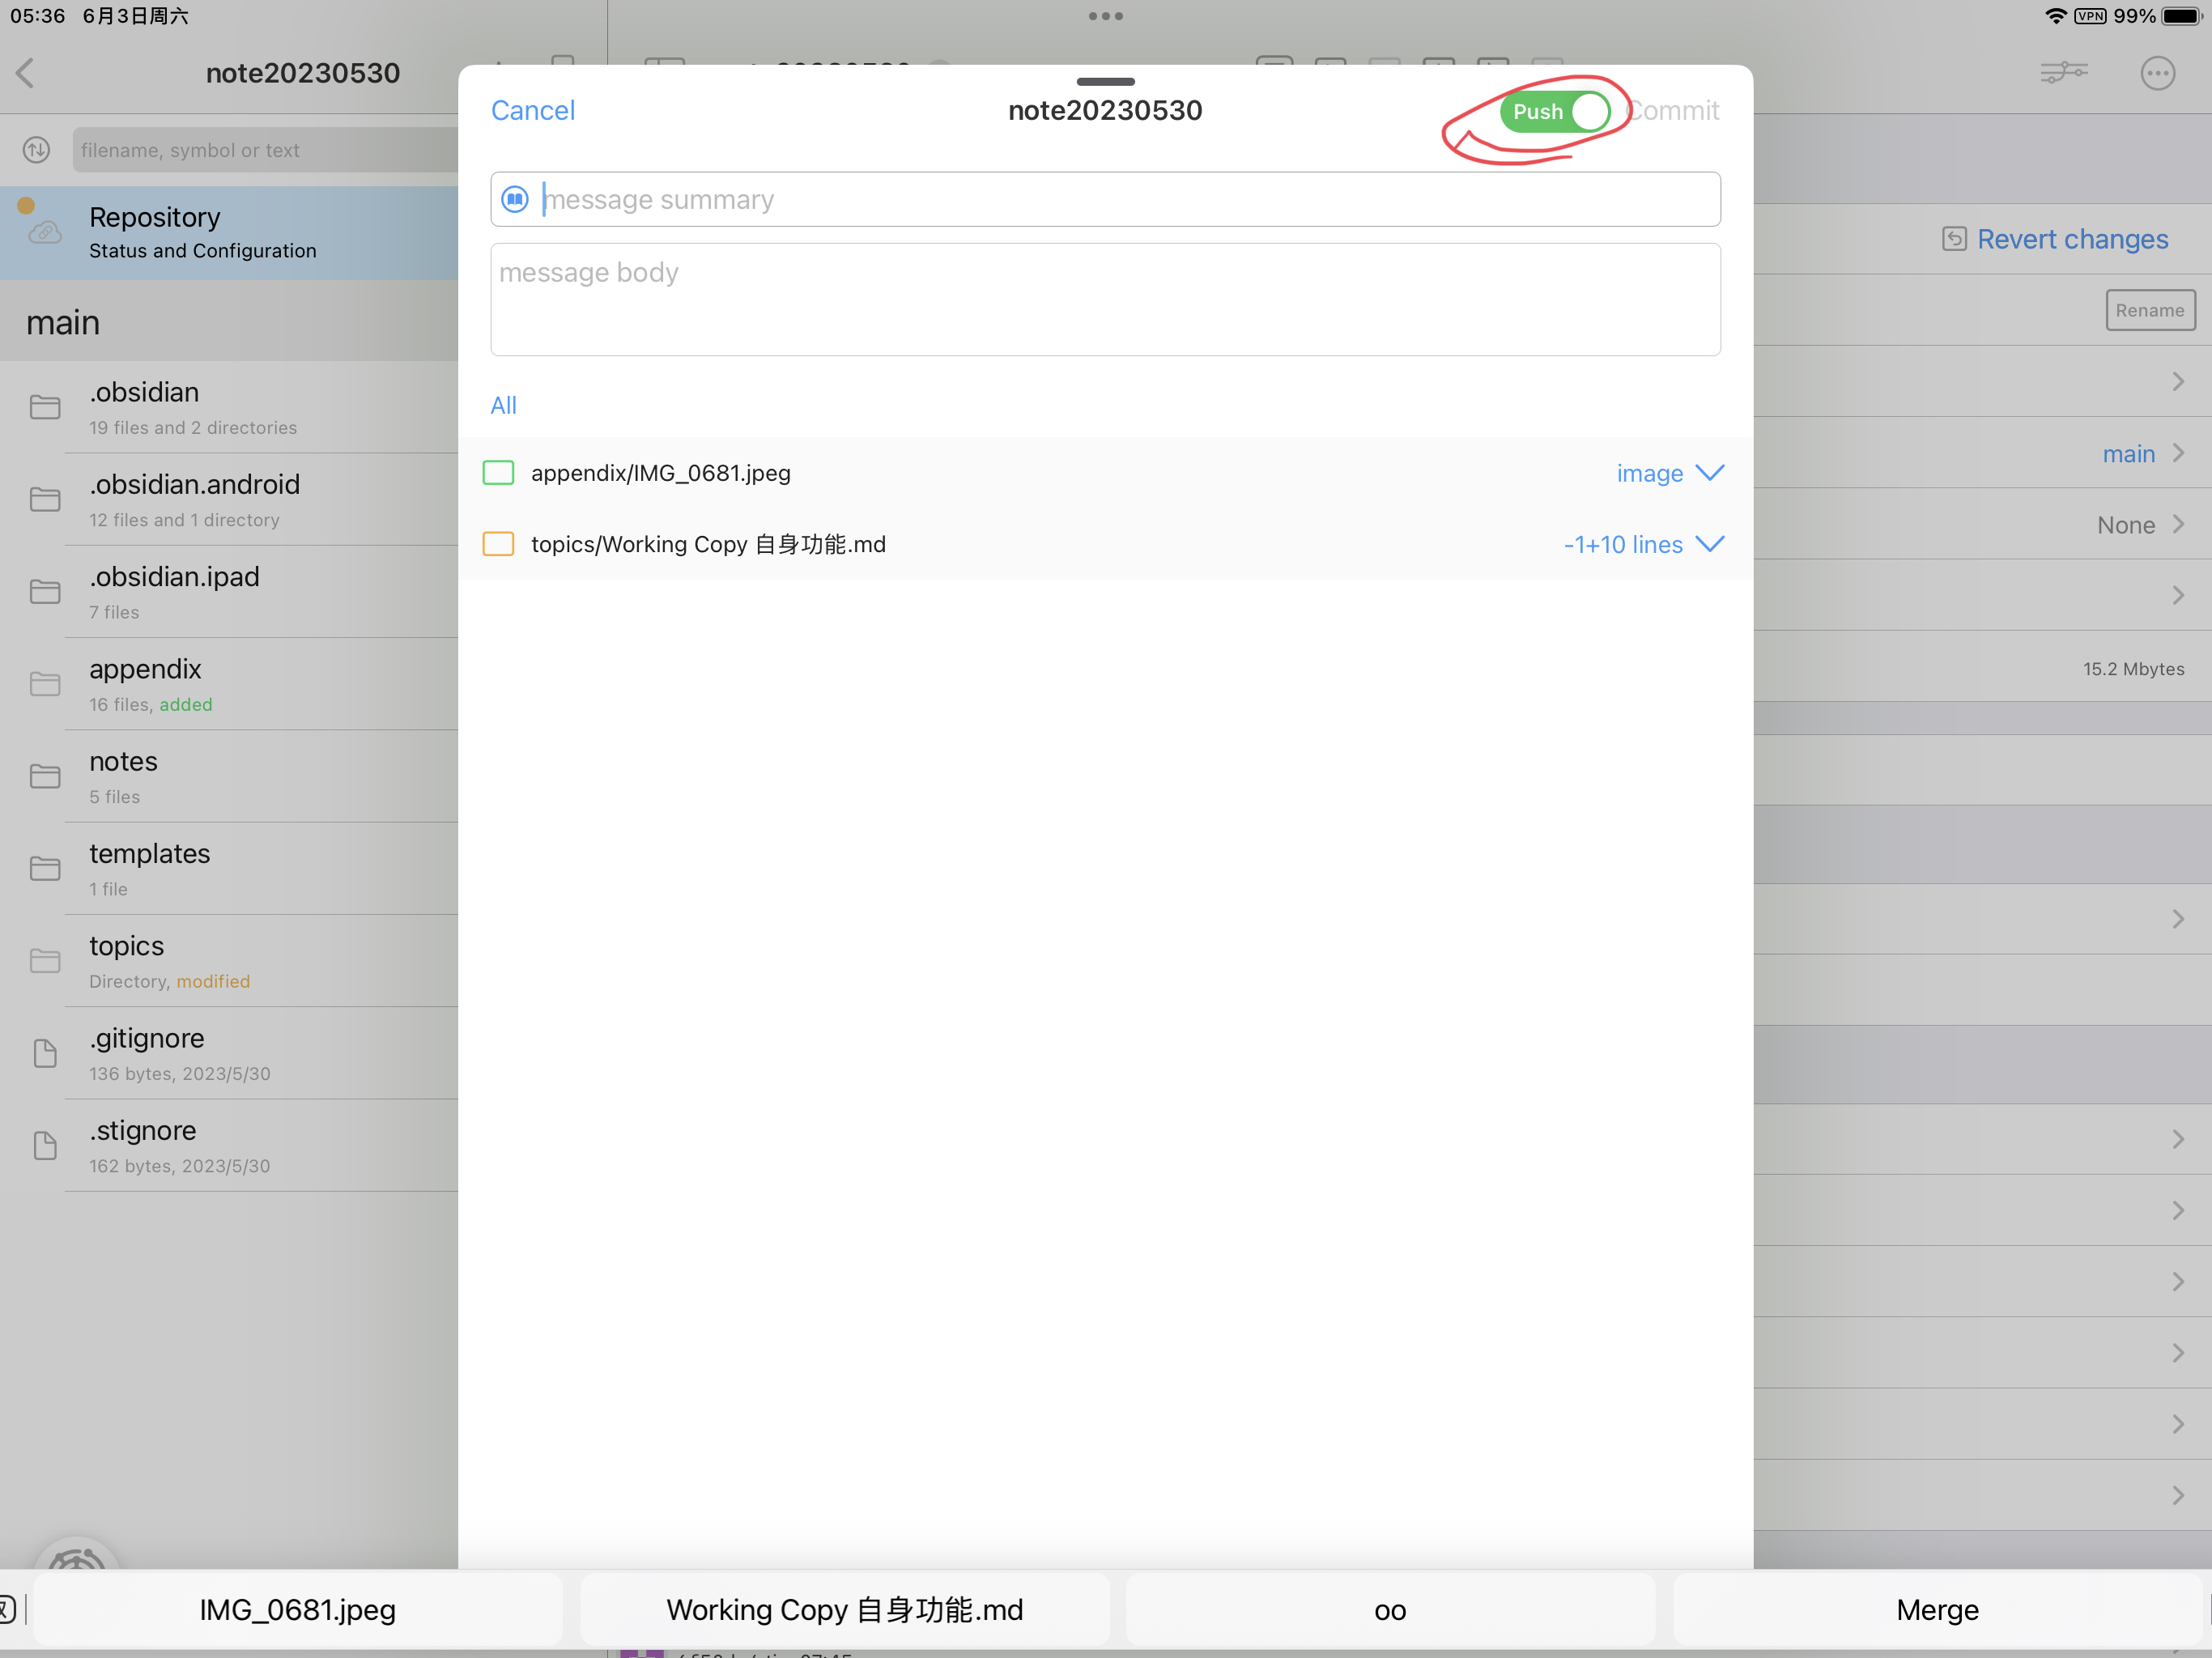 05:36 6月3日周六
VPN 99%
note20230530
filename, symbol or text
Repository
Status and Configuration
main
.obsidian
19 files and 2 directories
.obsidian.android
12 files and 1 directory
.obsidian.ipad
7 files
appendix
16 files, added
notes
5 files
templates
1 file
topics
Directory, modified
.gitignore
136 bytes, 2023/5/30
.stignore
162 bytes, 2023/5/30
Cancel
note20230530
Push
Commit
message summary
message body
All
appendix/IMG_0681.jpeg
image
topics/Working Copy 自身功能.md
-1+10 lines
Revert changes
Rename
main
None
15.2 Mbytes
IMG_0681.jpeg
Working Copy 自身功能.md
oo
Merge